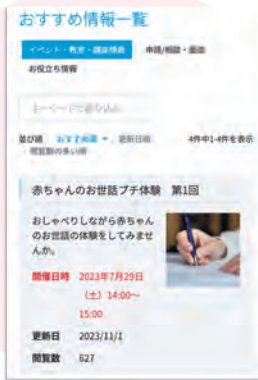 おすすめ情報一覧
イベント・教室・講座情報 申請/相談・面談
お役立ち情報
キーワードで絞り込む
並び順 おすすめ順 更新日順 4件中1-4件を表示
閲覧数の多い順
赤ちゃんのお世話プチ体験 第1回
おしゃべりしながら赤ちゃん
のお世話の体験をしてみませ
んか。
開催日時 2023年7月29日
（土）14:00～
15:00
更新日 2023/11/1
閲覧数 627